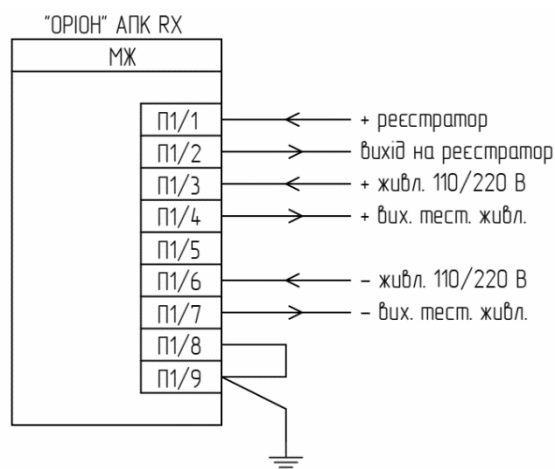 "ОРІОН" АПК RX
МЖ
П1/1 + реєстратор
П1/2 вихід на реєстратор
П1/3 + живл. 110/220 В
П1/4 + вих. тест. живл.
П1/5
П1/6 - живл. 110/220 В
П1/7 - вих. тест. живл.
П1/8
П1/9